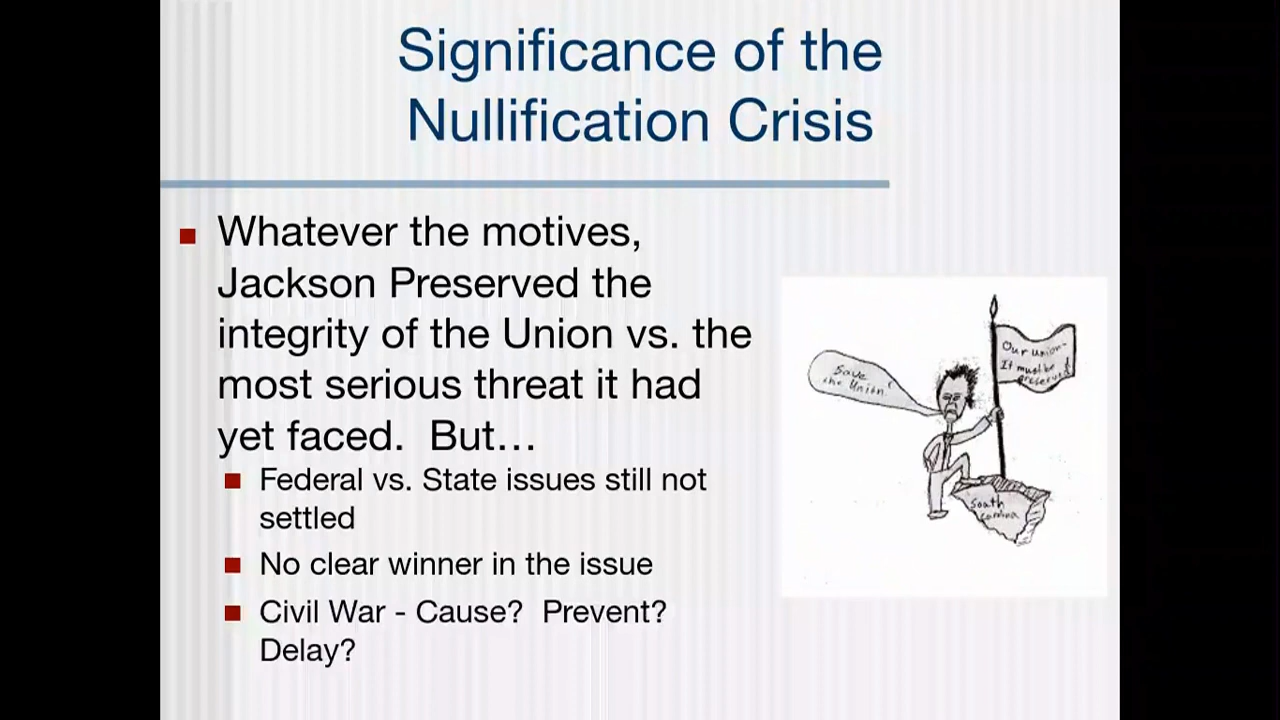 Significance of the
Nullification Crisis
Whatever the motives,
Jackson Preserved the
integrity of the Union vs. the
most serious threat it had
yet faced.  But…
Federal vs. State issues still not
settled
No clear winner in the issue
Civil War - Cause?  Prevent?
Delay?
Save
the Union!
Our Union-
It must be
preserved
South
Carolina